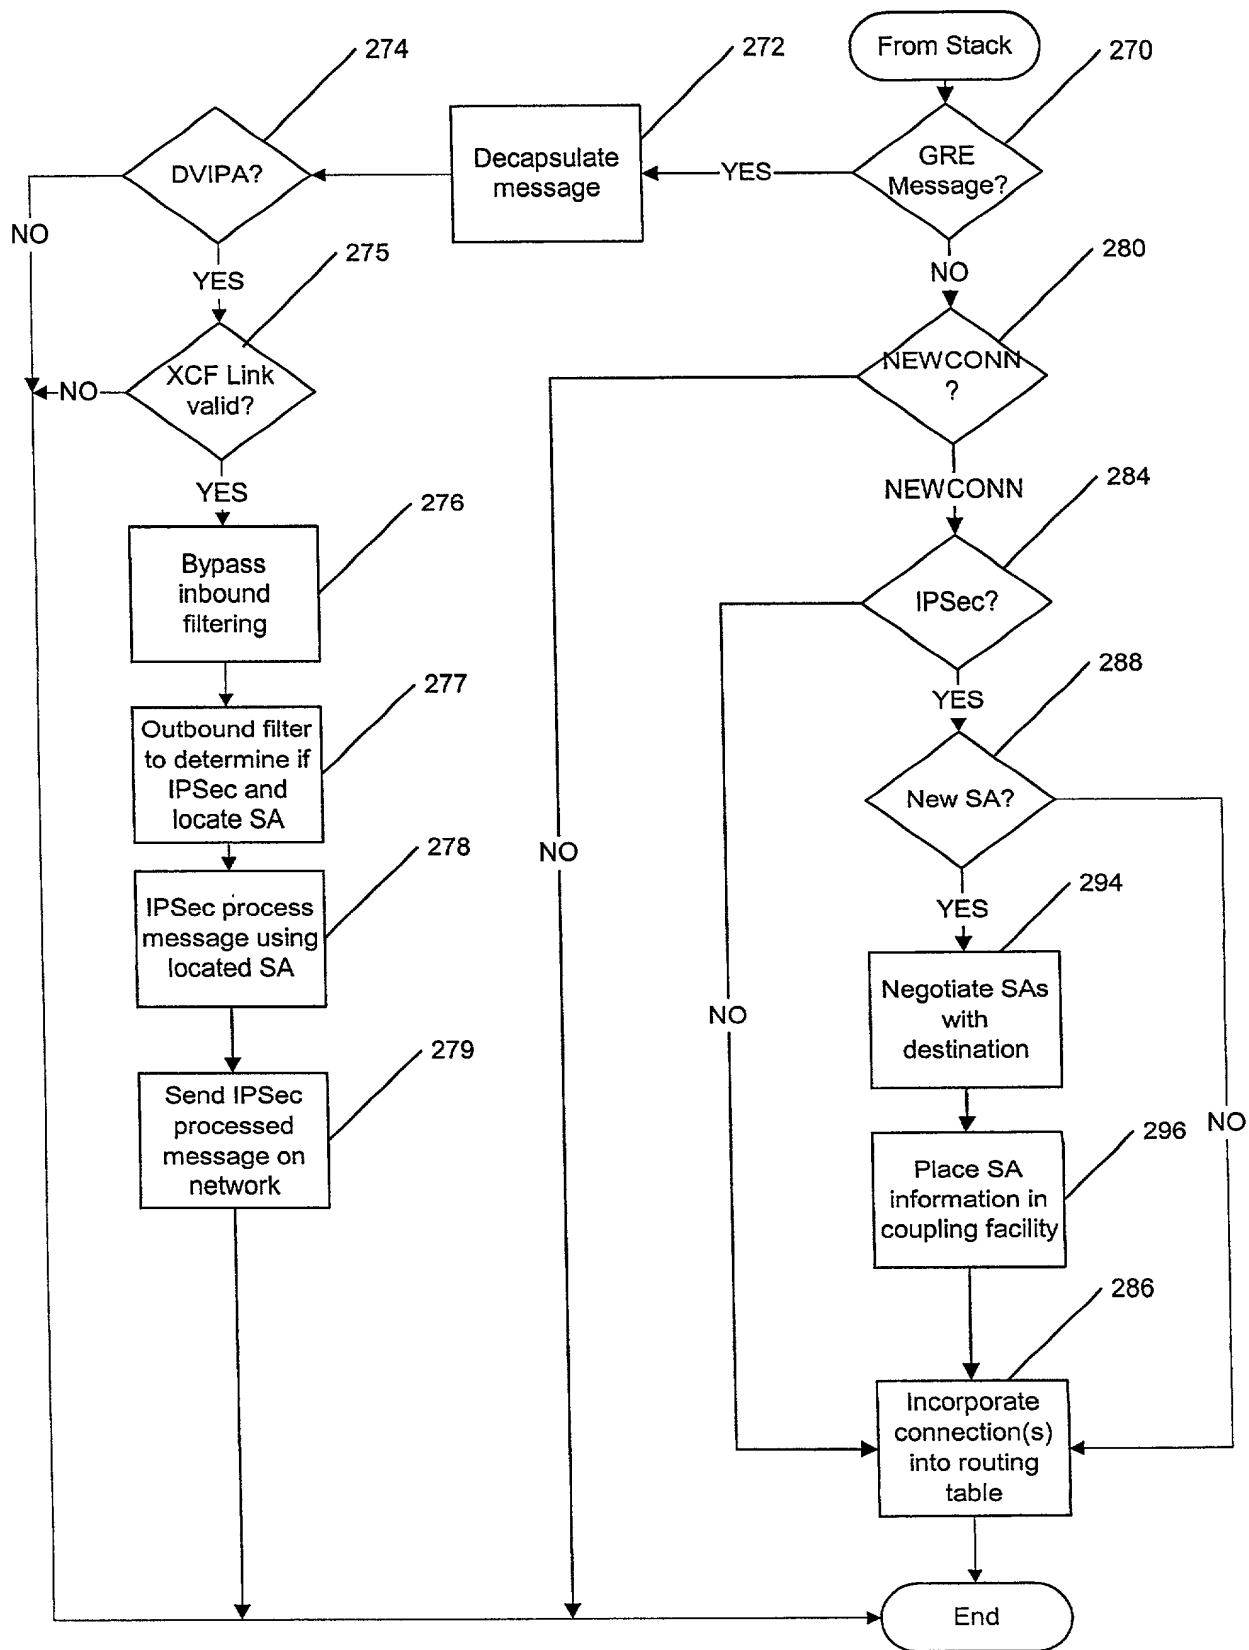 From Stack
270
GRE
Message?
YES
272
Decapsulate
message
274
DVIPA?
NO
YES
275
XCF Link
valid?
NO
YES
276
Bypass
inbound
filtering
277
Outbound filter
to determine if
IPSec and
locate SA
278
IPSec process
message using
located SA
279
Send IPSec
processed
message on
network
NO
280
NEWCONN
?
NO
NEWCONN
284
IPSec?
NO
YES
288
New SA?
NO
YES
294
Negotiate SAs
with
destination
296
Place SA
information in
coupling facility
286
Incorporate
connection(s)
into routing
table
End